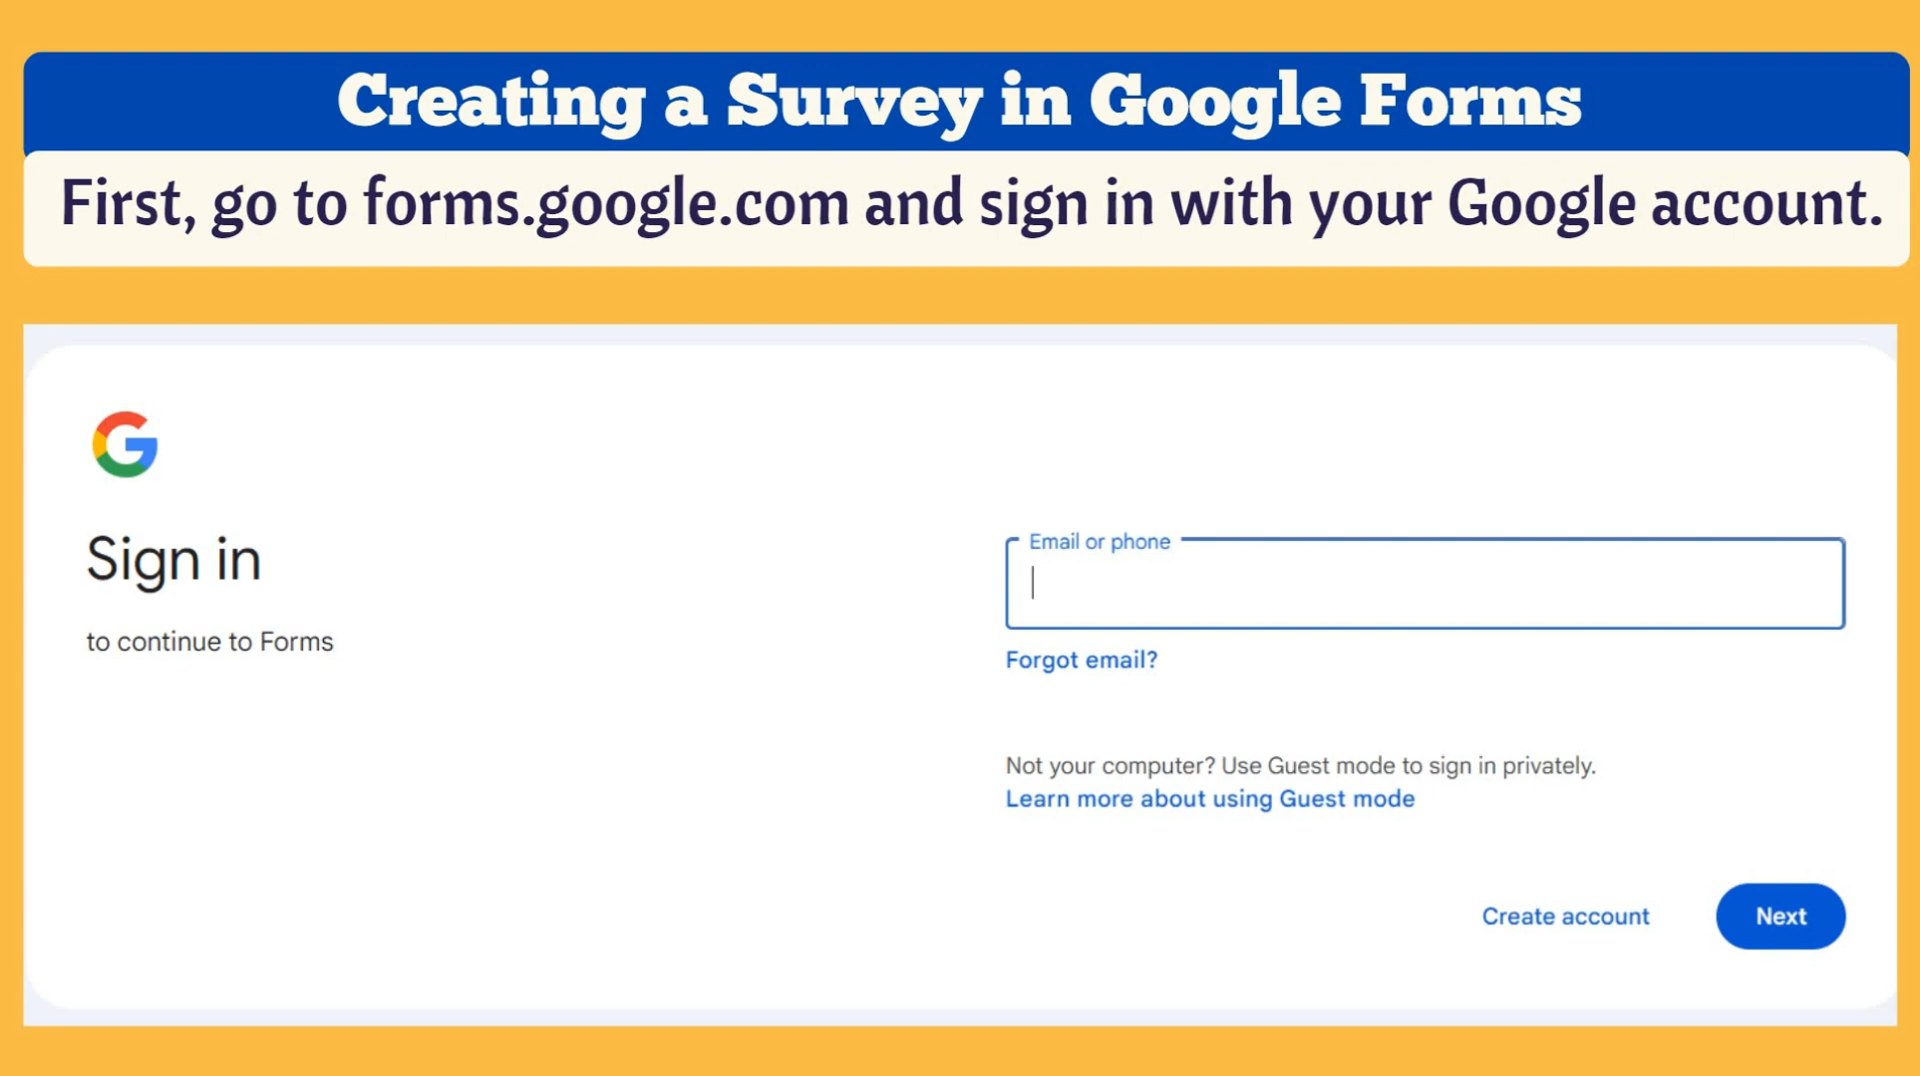 Creating a Survey in Google Forms
First, go to forms.google.com and sign in with your Google account.
Sign in
to continue to Forms
Email or phone
Forgot email?
Not your computer? Use Guest mode to sign in privately.
Learn more about using Guest mode
Create account
Next